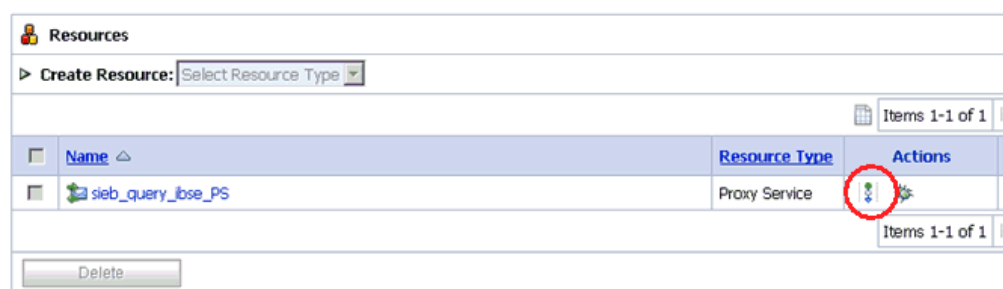 Resources
Create Resource: Select Resource Type
Items 1-1 of 1
Name Resource Type Actions
sieb_query_ibse_PS Proxy Service
Items 1-1 of 1
Delete